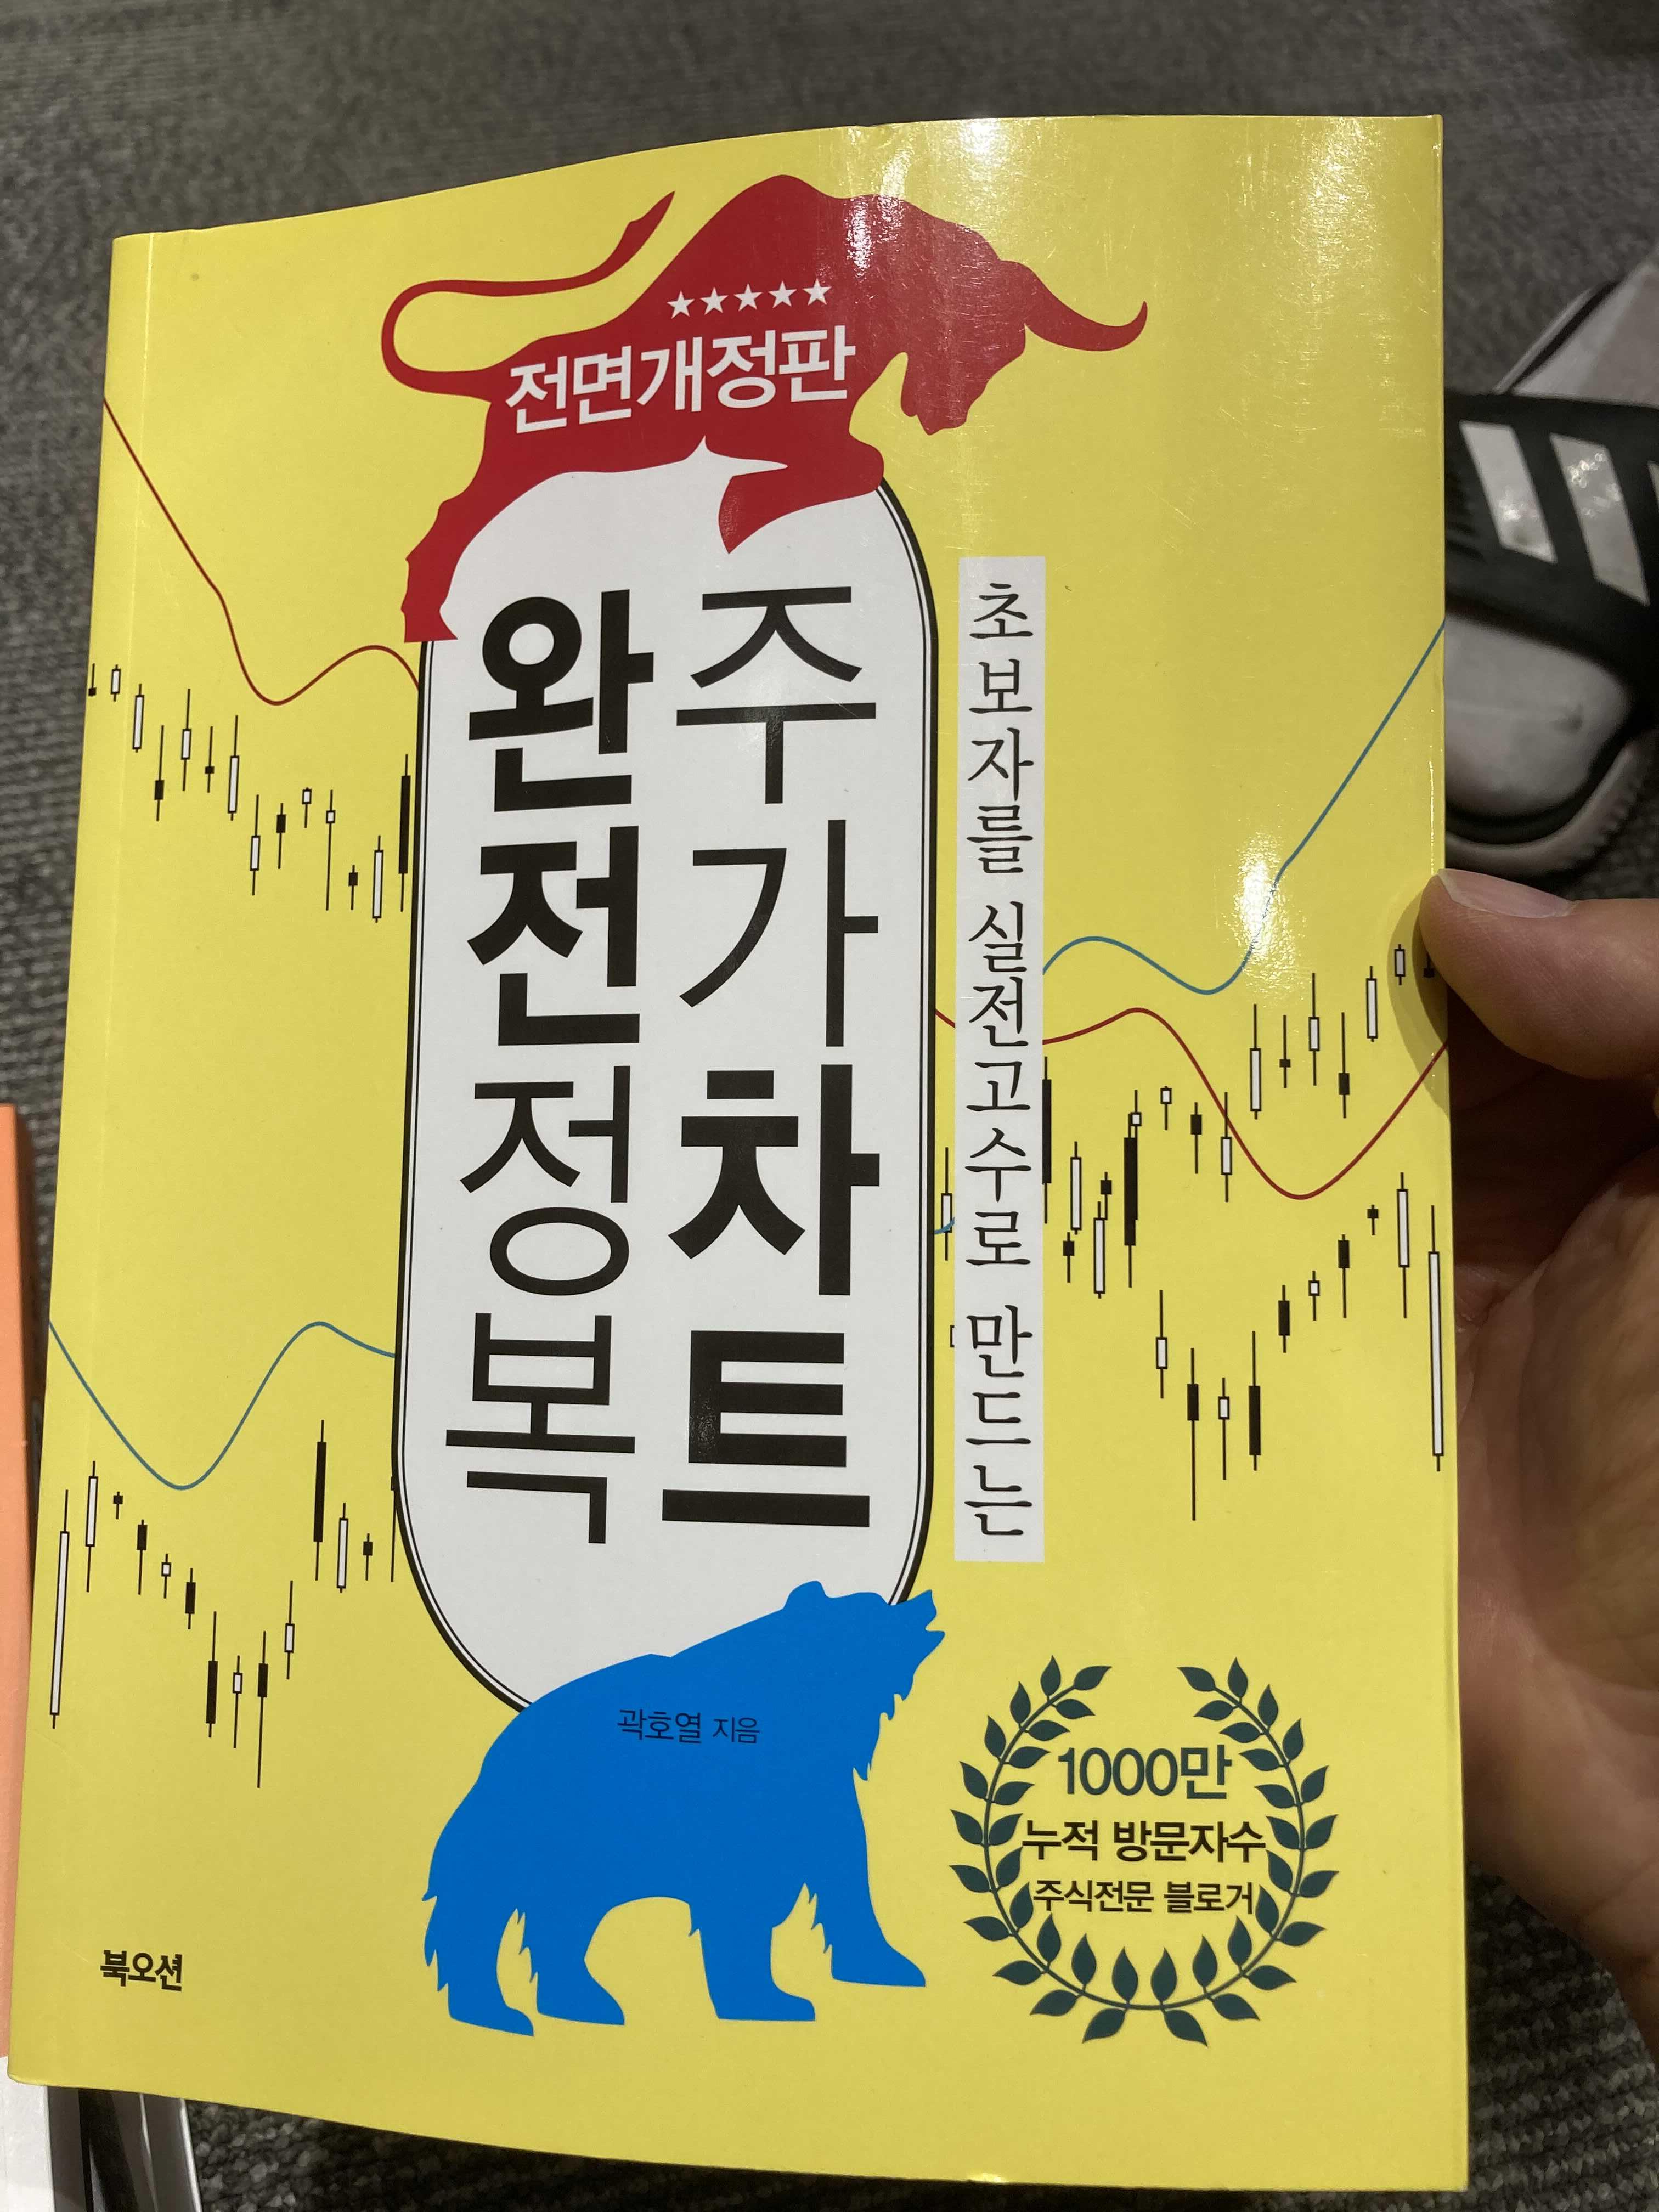 ★★★★★
전면개정판
초보자를 실전고수로 만드는
주가차트
완전정복
곽호열 지음
1000만
누적 방문자수
주식전문 블로거
북오션